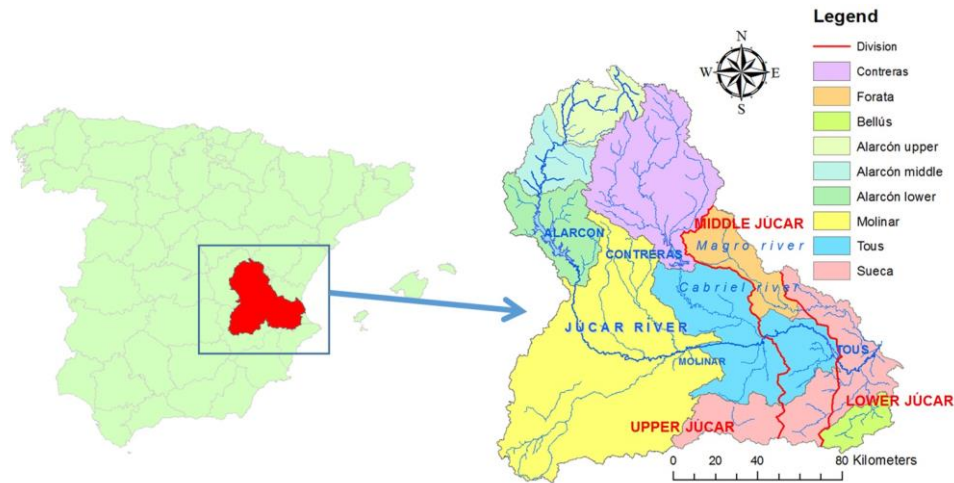 Legend
Division
Contreras
Forata
Bellús
Alarcón upper
Alarcón middle
Alarcón lower
Molinar
Tous
Sueca
N
W E
S
MIDDLE JÚCAR
ALARCON
Magro river
CONTRERAS
Cabriel river
JÚCAR RÍVER
TOUS
MOLINAR
LOWER JÚCAR
UPPER JÚCAR
0 20 40 80 Kilometers